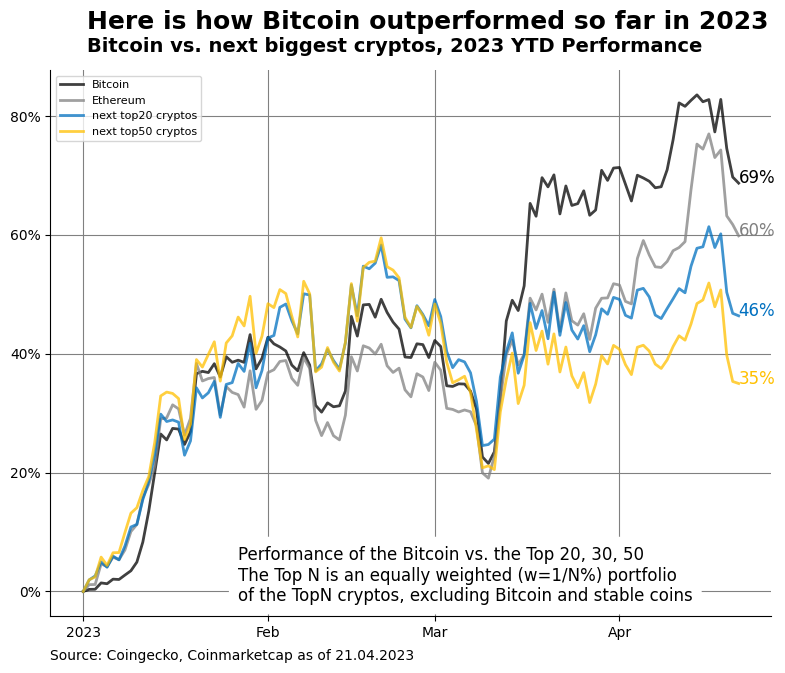 Here is how Bitcoin outperformed so far in 2023
Bitcoin vs. next biggest cryptos, 2023 YTD Performance
Bitcoin
Ethereum
next top20 cryptos
next top50 cryptos
80%
60%
40%
20%
0%
69%
60%
46%
35%
Performance of the Bitcoin vs. the Top 20, 30, 50
The Top N is an equally weighted (w=1/N%) portfolio
of the TopN cryptos, excluding Bitcoin and stable coins
2023
Feb
Mar
Apr
Source: Coingecko, Coinmarketcap as of 21.04.2023